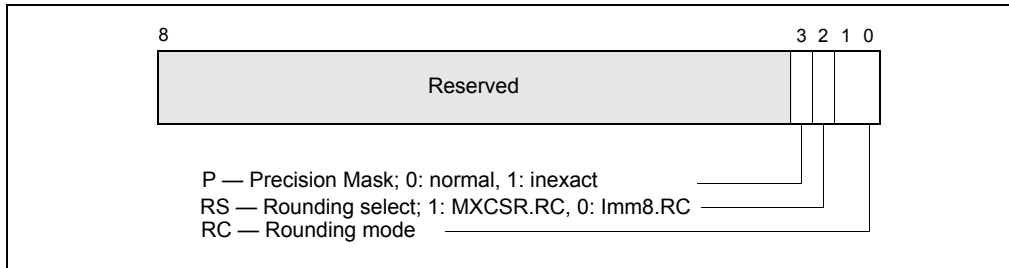 8 3 2 1 0
Reserved
P — Precision Mask; 0: normal, 1: inexact
RS — Rounding select; 1: MXCSR.RC, 0: Imm8.RC
RC — Rounding mode